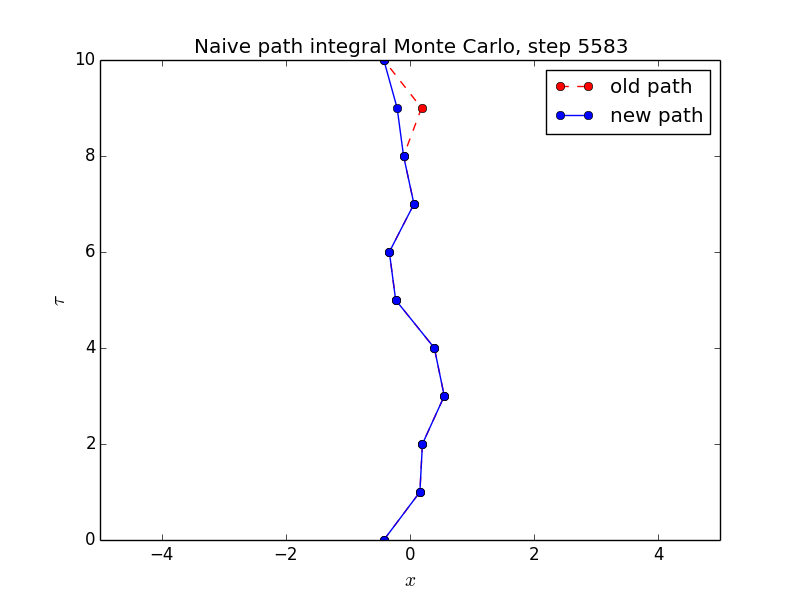 Naive path integral Monte Carlo, step 5583
old path
new path
10
8
6
4
2
0
τ
−4 −2 0 2 4
x